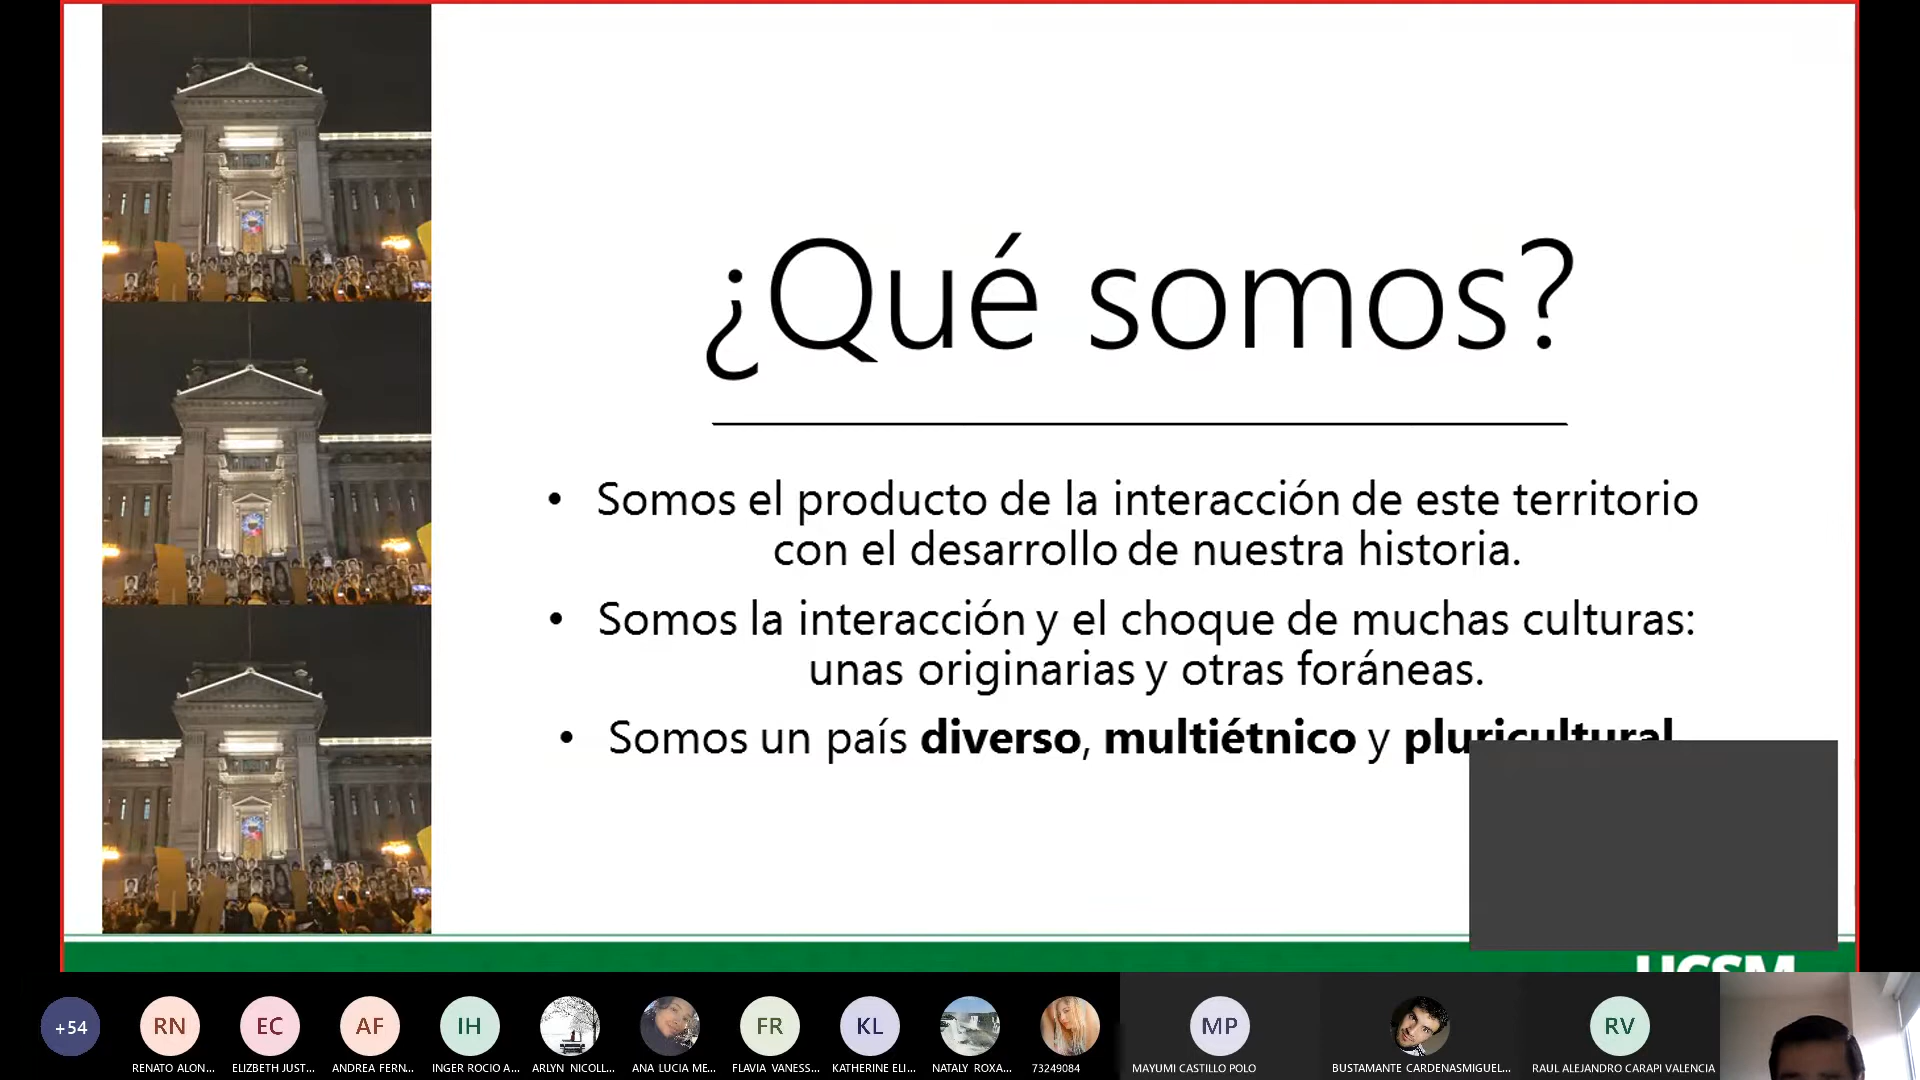 ¿Qué somos?
• Somos el producto de la interacción de este territorio
con el desarrollo de nuestra historia.
• Somos la interacción y el choque de muchas culturas:
unas originarias y otras foráneas.
• Somos un país diverso, multiétnico y pluricultural.
UCSM
+54
RN
EC
AF
IH
FR
KL
MP
RV
RENATO ALON...
ELIZBETH JUST...
ANDREA FERN...
INGER ROCIO A...
ARLYN NICOLL...
ANA LUCIA ME...
FLAVIA VANESS...
KATHERINE ELI...
NATALY ROXA...
73249084
MAYUMI CASTILLO POLO
BUSTAMANTE CARDENASMIGUEL...
RAUL ALEJANDRO CARAPI VALENCIA